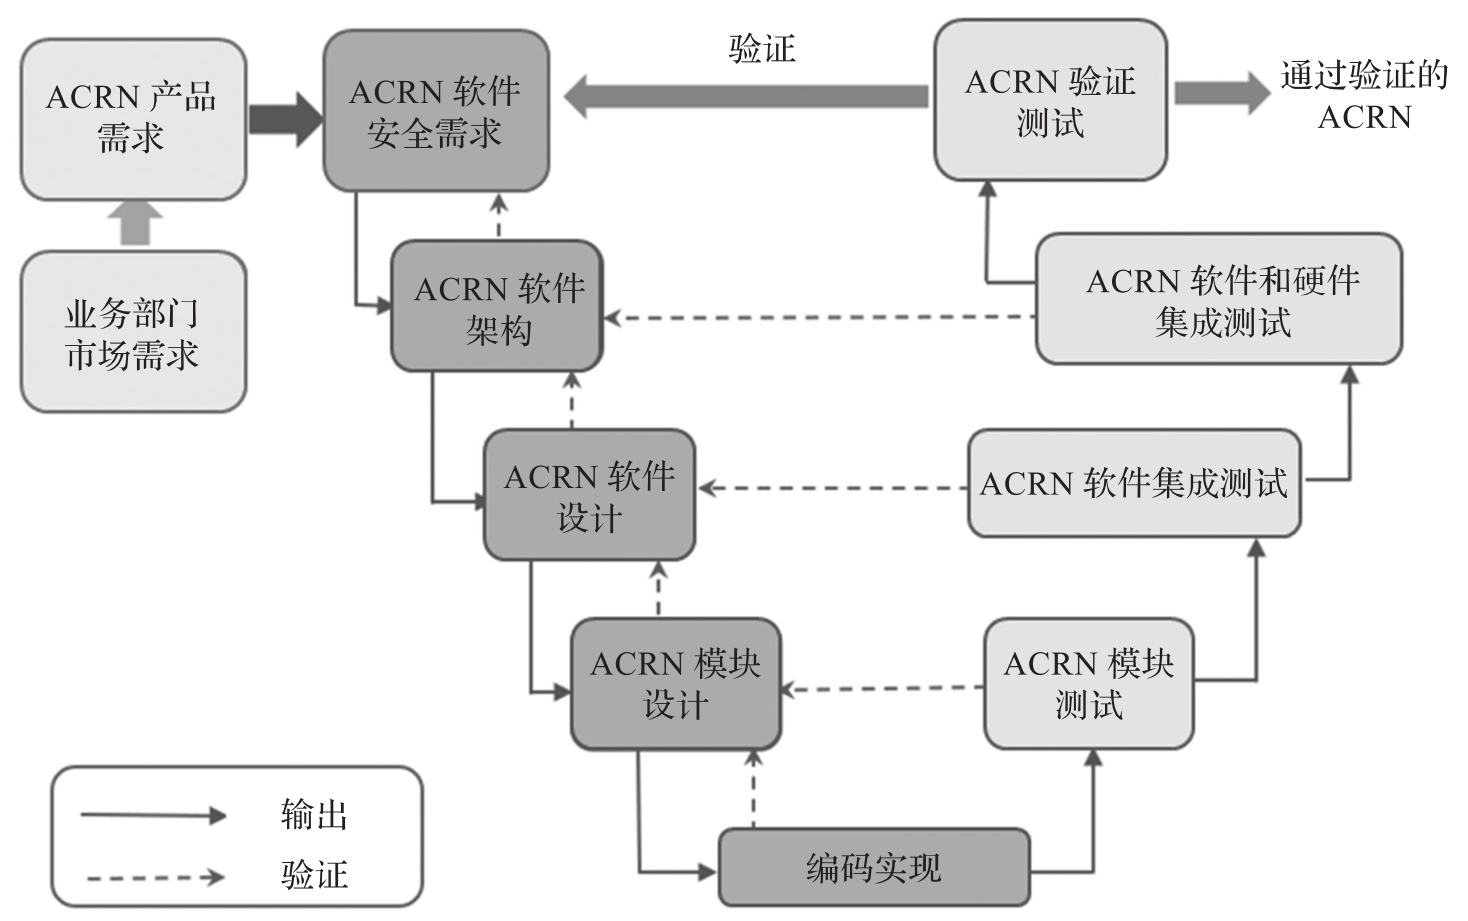 ACRN 产品
需求
ACRN 软件
安全需求
验证
ACRN 验证
测试
通过验证的
ACRN
业务部门
市场需求
ACRN 软件
架构
ACRN 软件和硬件
集成测试
ACRN 软件
设计
ACRN 软件集成测试
ACRN 模块
设计
ACRN 模块
测试
编码实现
输出
验证